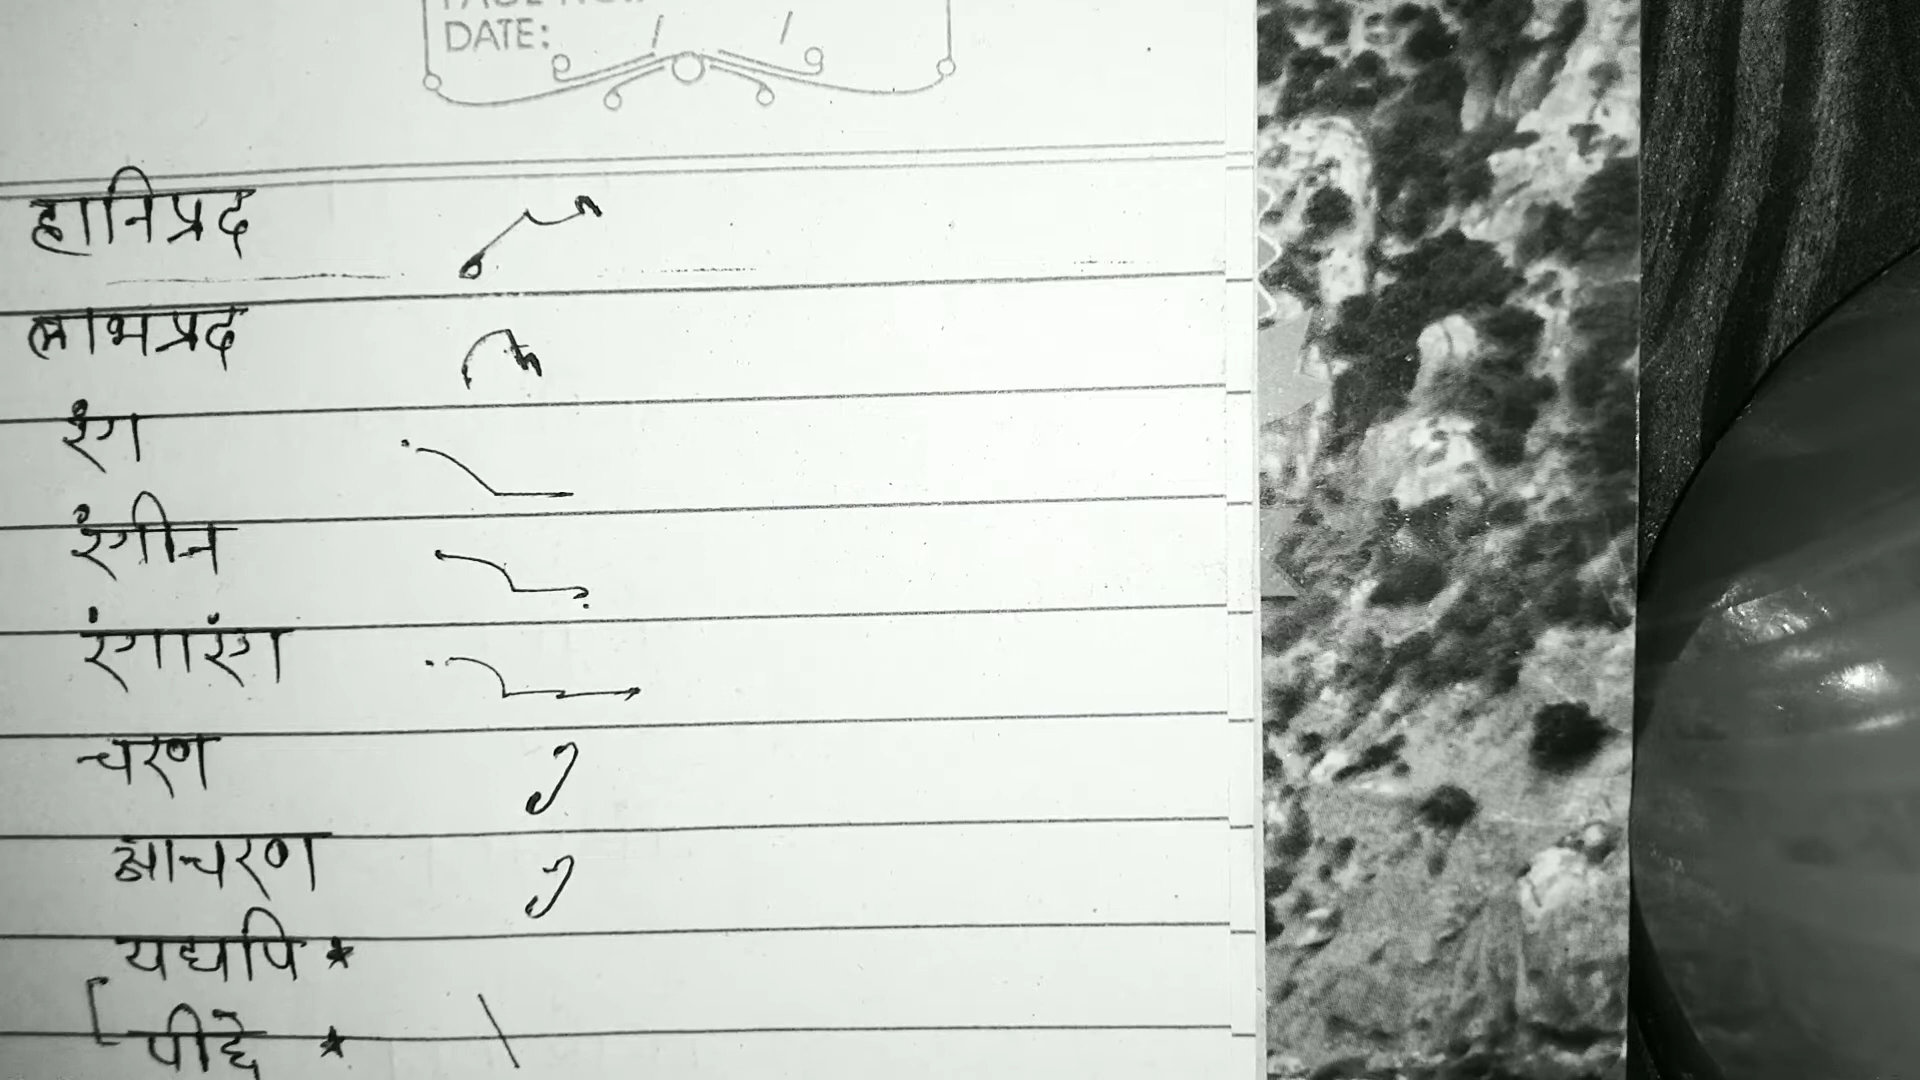 DATE: / /
हानिप्रद
लाभप्रद
रंग
रंगीन
रंगारंग
चरण
आचरण
यद्यपि ★
पीछे ★